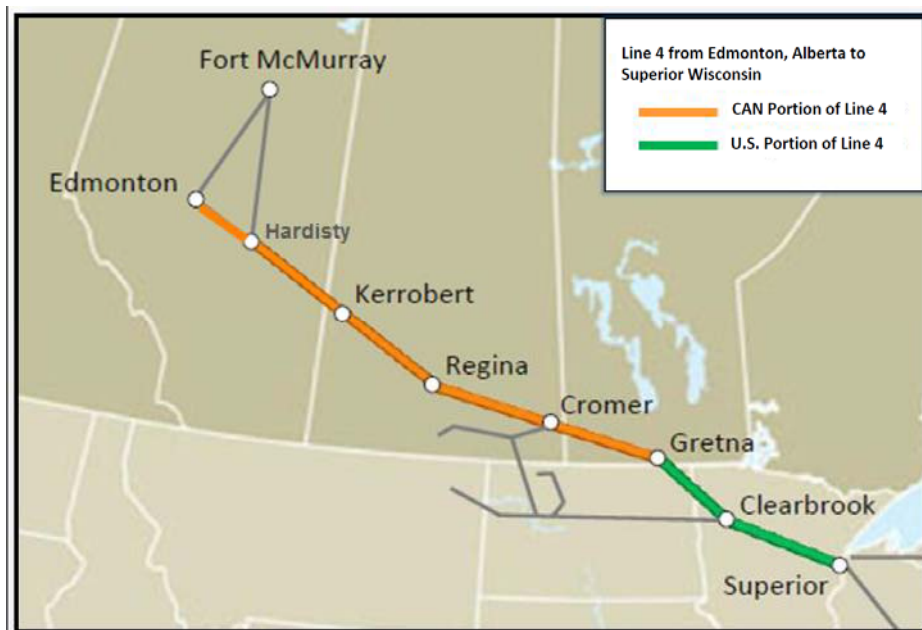 Line 4 from Edmonton, Alberta to
Superior Wisconsin
CAN Portion of Line 4
U.S. Portion of Line 4
Fort McMurray
Edmonton
Hardisty
Kerrobert
Regina
Cromer
Gretna
Clearbrook
Superior